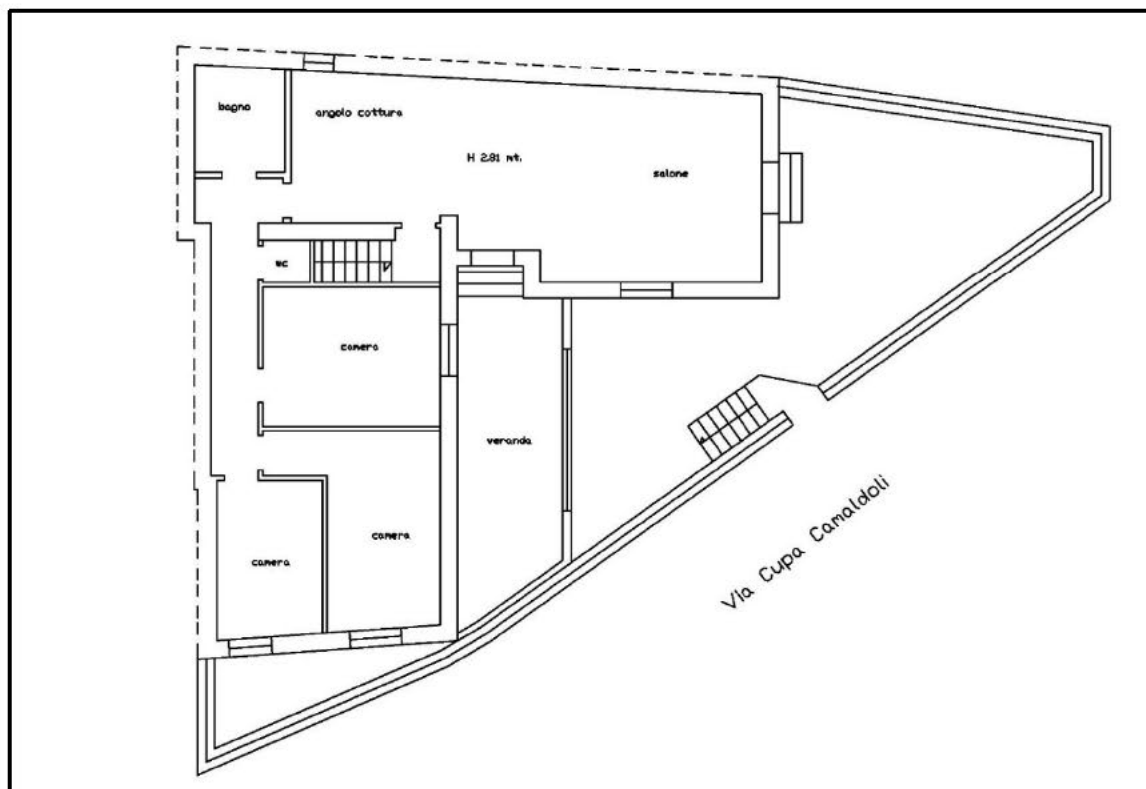 bagno
angolo cottura
H 2.81 mt.
salone
wc
camera
veranda
camera
camera
Via Cupa Camaldoli